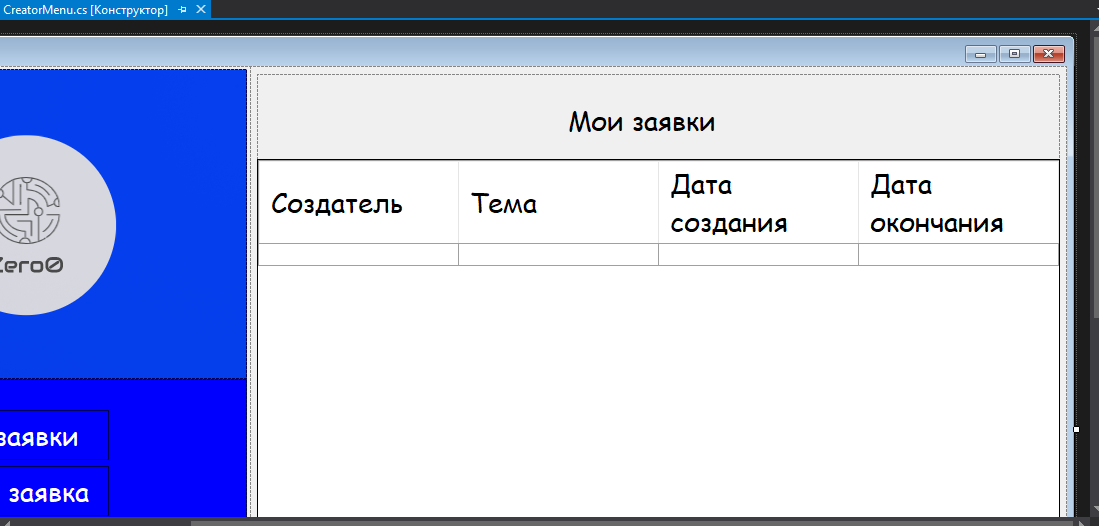 CreatorMenu.cs [Конструктор]
Мои заявки
Создатель
Тема
Дата
создания
Дата
окончания
Zero0
заявки
заявка